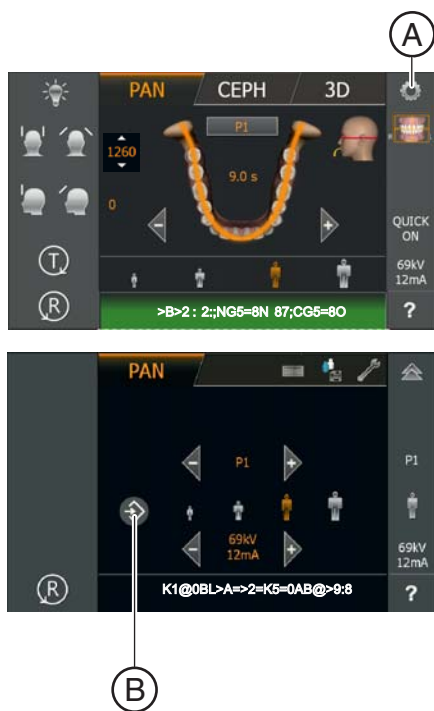 A
PAN CEPH 3D
P1
1260
9.0 s
R L
0
- +
QUICK
ON
T
69kV
12mA
R
>B>2 : 2:;NG5=8N 87;CG5=8O
?
PAN
- P1 +
P1
- 69kV +
12mA
69kV
12mA
R
K1@0BL>A=>2=K5=0AB@>9:8
?
B